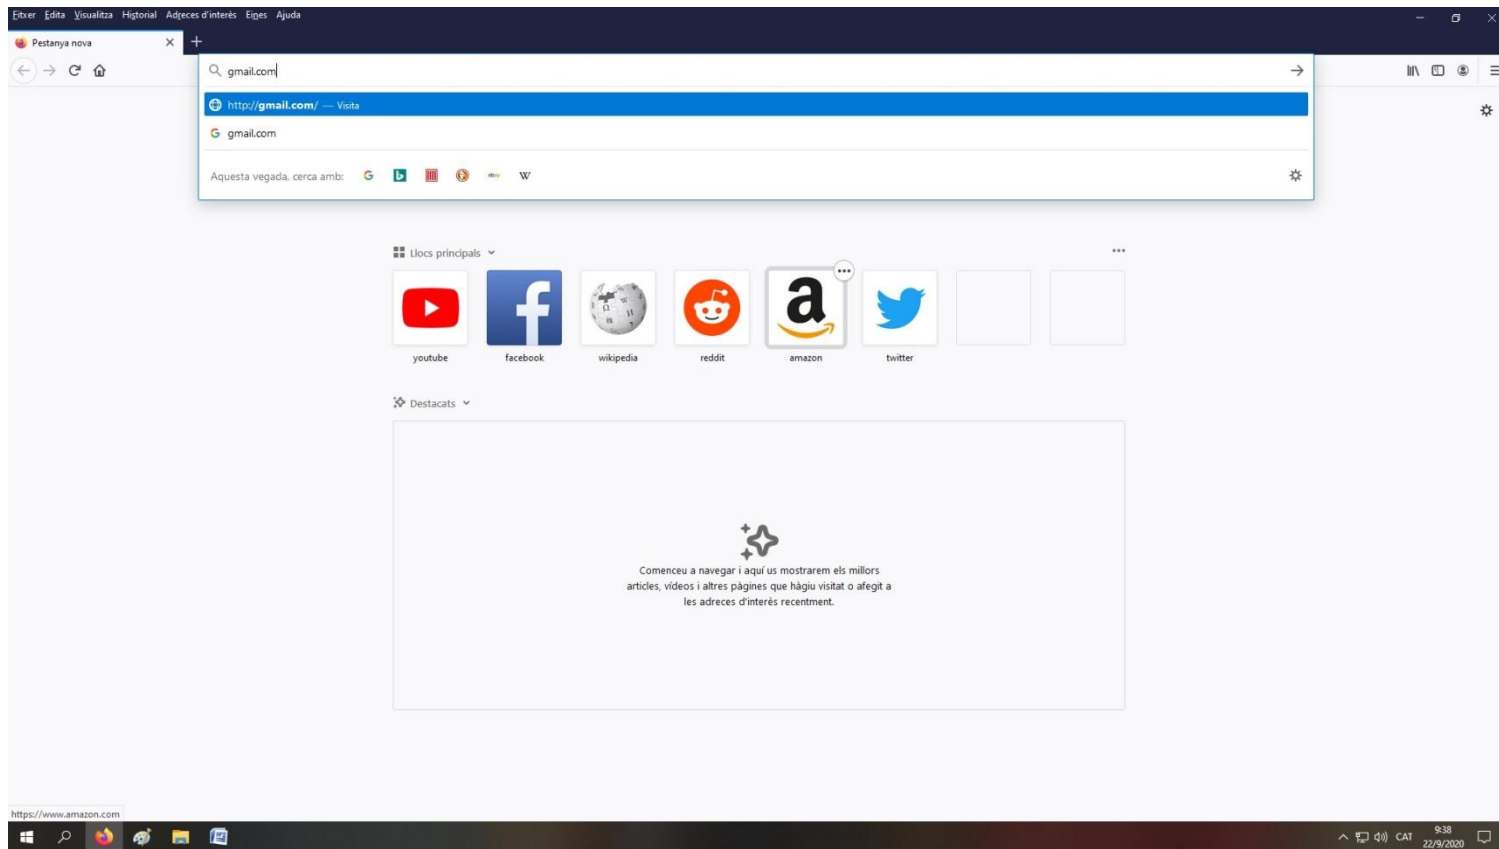 Fitxer Edita Visualitza Historial Adreces d'interès Eines Ajuda
Pestanya nova
gmail.com
http://gmail.com/ — Visita
G gmail.com
Aquesta vegada, cerca amb: G b ebay W
Llocs principals
youtube facebook wikipedia reddit amazon twitter
Destacats
Comenceu a navegar i aquí us mostrarem els millors
articles, vídeos i altres pàgines que hàgiu visitat o afegit a
les adreces d'interès recentment.
https://www.amazon.com
CAT 9:38
22/9/2020